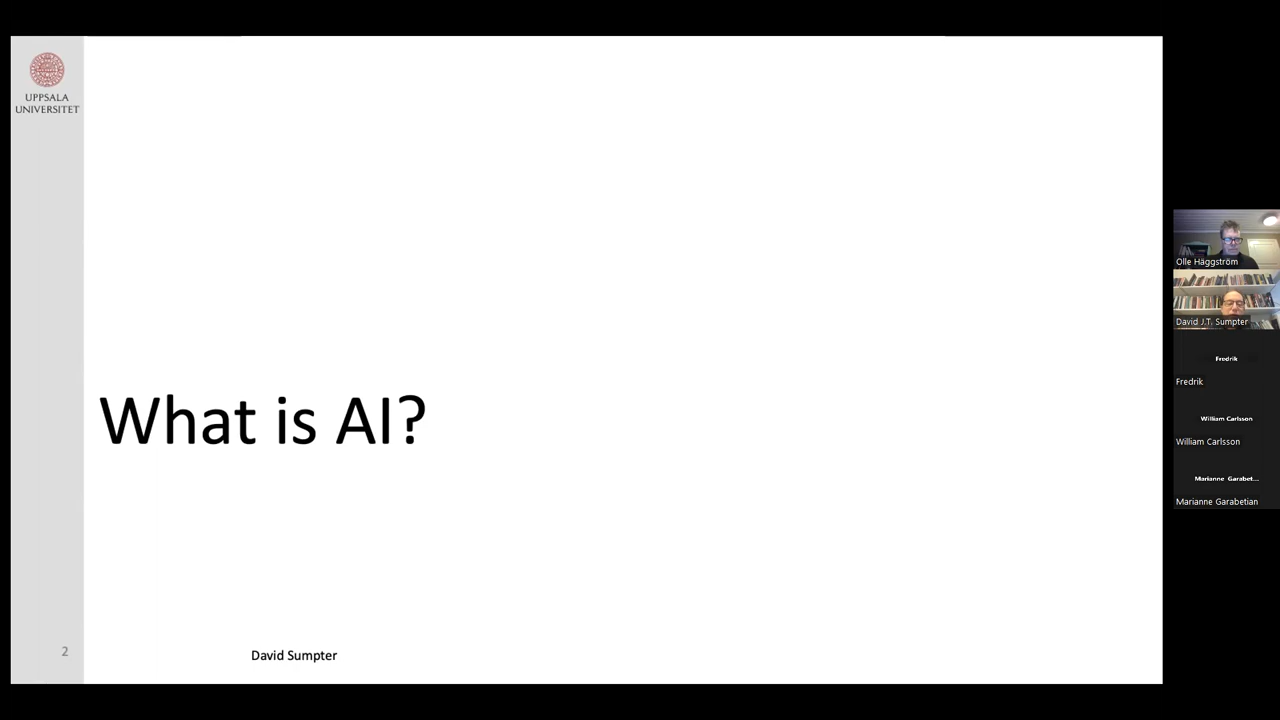 UPPSALA
UNIVERSITET
What is AI?
2
David Sumpter
Olle Häggström
David J.T. Sumpter
Fredrik
Fredrik
William Carlsson
William Carlsson
Marianne Garabet...
Marianne Garabetian